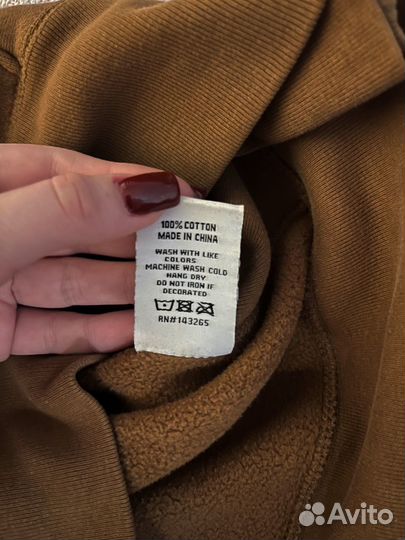 100% COTTON
MADE IN CHINA
WASH WITH LIKE
COLORS
MACHINE WASH COLD
HANG DRY
DO NOT IRON IF
DECORATED
RN#143265
Avito